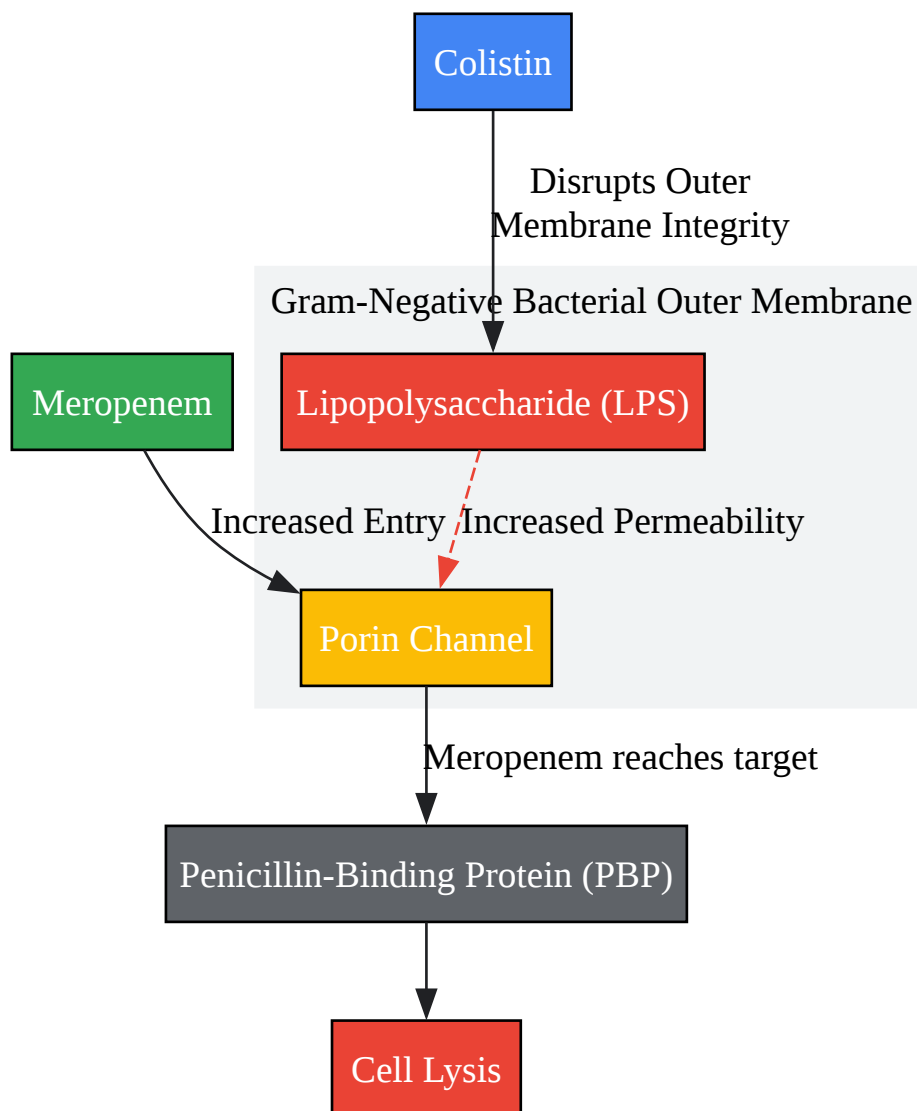 Colistin
Disrupts Outer
Membrane Integrity
Gram-Negative Bacterial Outer Membrane
Meropenem
Lipopolysaccharide (LPS)
Increased Entry
Increased Permeability
Porin Channel
Meropenem reaches target
Penicillin-Binding Protein (PBP)
Cell Lysis